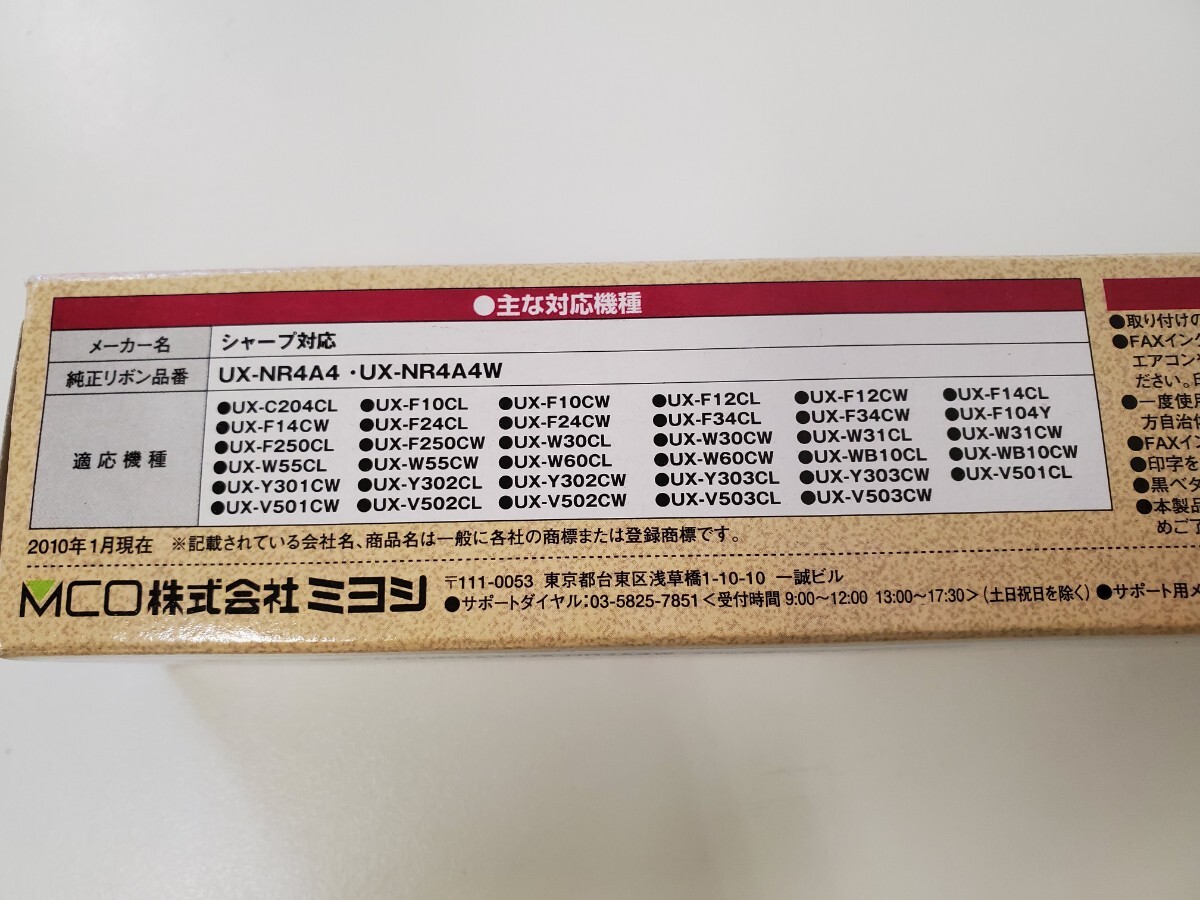 ●主な対応機種
メーカー名 シャープ対応
純正リボン品番 UX-NR4A4・UX-NR4A4W
適応機種
●UX-C204CL ●UX-F10CL ●UX-F10CW ●UX-F12CL ●UX-F12CW ●UX-F14CL
●UX-F14CW ●UX-F24CL ●UX-F24CW ●UX-F34CL ●UX-F34CW ●UX-F104Y
●UX-F250CL ●UX-F250CW ●UX-W30CL ●UX-W30CW ●UX-W31CL ●UX-W31CW
●UX-W55CL ●UX-W55CW ●UX-W60CL ●UX-W60CW ●UX-WB10CL ●UX-WB10CW
●UX-Y301CW ●UX-Y302CL ●UX-Y302CW ●UX-Y303CL ●UX-Y303CW ●UX-V501CL
●UX-V501CW ●UX-V502CL ●UX-V502CW ●UX-V503CL ●UX-V503CW
2010年1月現在 ※記載されている会社名、商品名は一般に各社の商標または登録商標です。
MCO株式会社ミヨシ
〒111-0053 東京都台東区浅草橋1-10-10 一誠ビル
●サポートダイヤル:03-5825-7851<受付時間 9:00~12:00 13:00~17:30>(土日祝日を除く) ●サポート用メ
●取り付けの
●FAXインク
エアコンや
ださい。
●一度使用
方自治体
●FAXイン
●印字を
●黒ベタ
●本製品
めご了